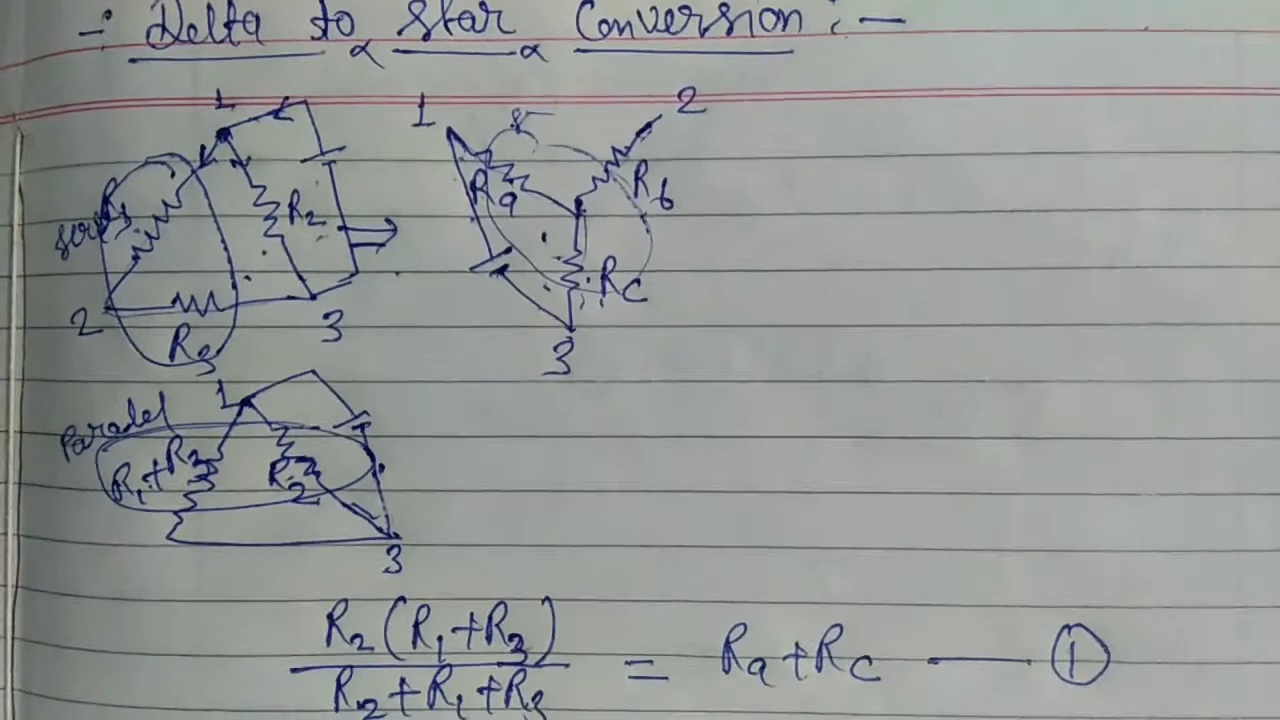 -: Delta to Star Conversion :-
1
R1
series
R2
2
R3
3
1
2
Ra
Rb
Rc
3
Parallel
1
R1+R3
R2
3
R2(R1+R3)
R2+R1+R3
= Ra+Rc — ①